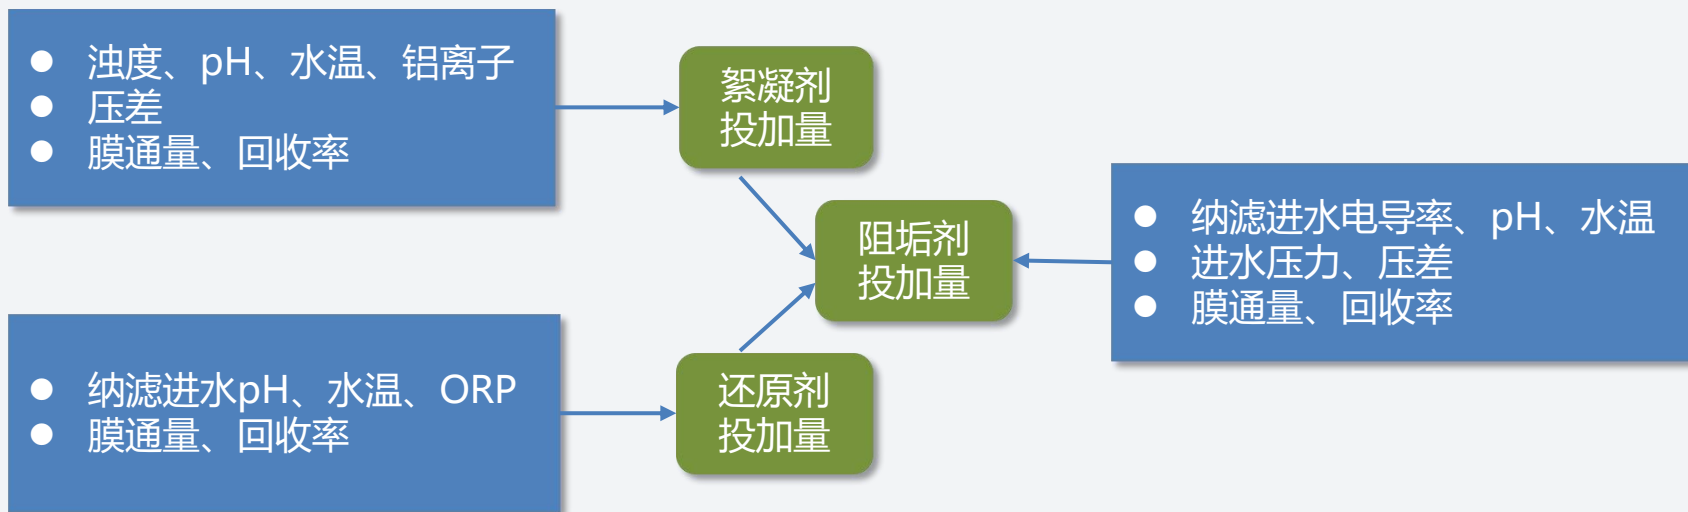 ● 浊度、pH、水温、铝离子
● 压差
● 膜通量、回收率
絮凝剂
投加量
阻垢剂
投加量
● 纳滤进水电导率、pH、水温
● 进水压力、压差
● 膜通量、回收率
● 纳滤进水pH、水温、ORP
● 膜通量、回收率
还原剂
投加量